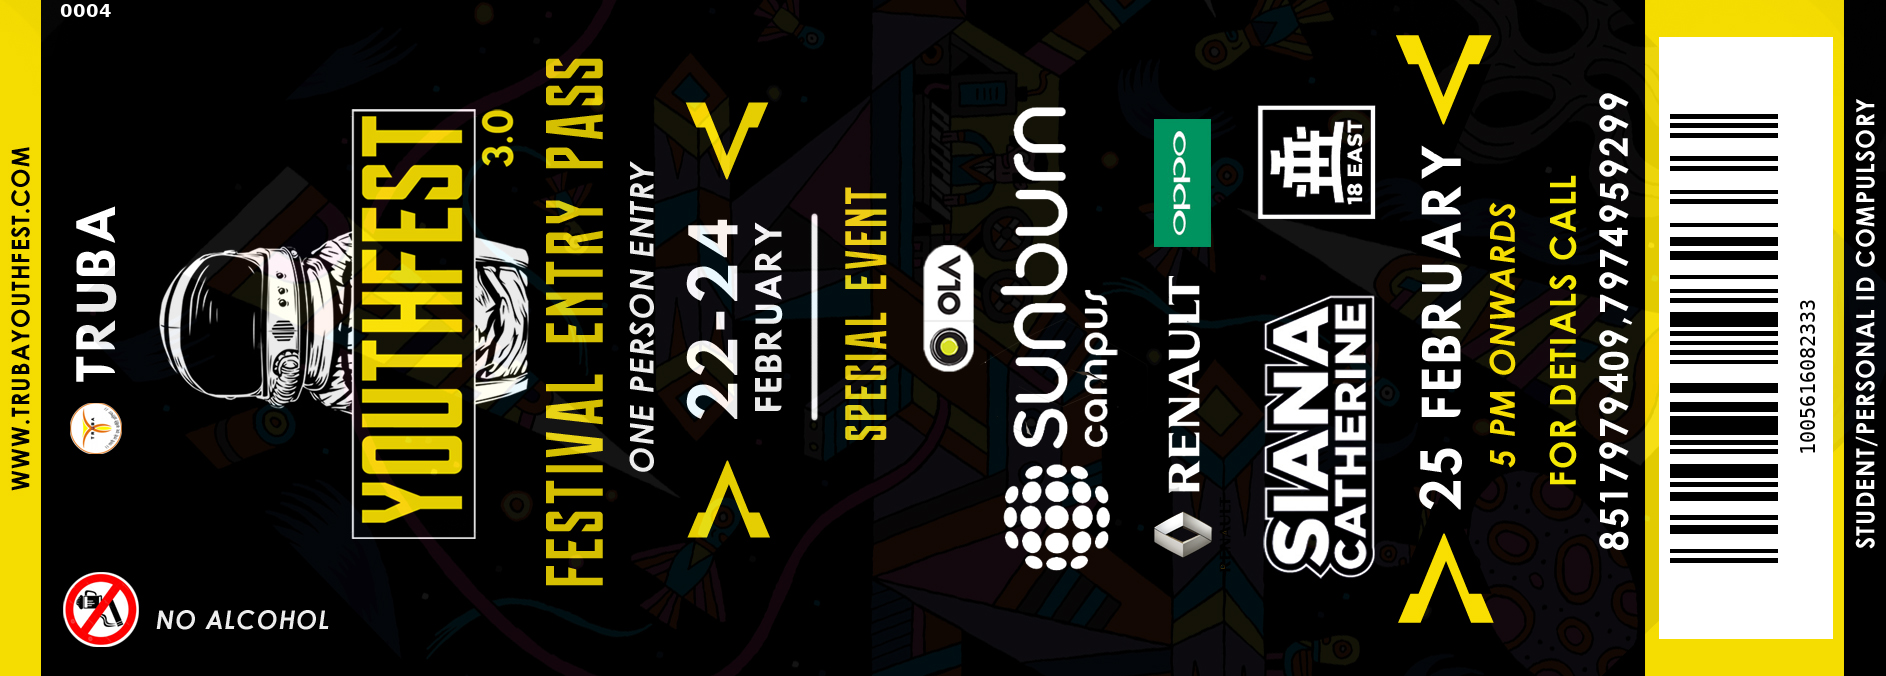 0004
WWW.TRUBAYOUTHFEST.COM
TRUBA
NO ALCOHOL
YOUTHFEST
3.0
FESTIVAL ENTRY PASS
ONE PERSON ENTRY
22-24
FEBRUARY
SPECIAL EVENT
OLA
sunburn
campus
RENAULT
oppo
SIANA
CATHERINE
18 EAST
25 FEBRUARY
5 PM ONWARDS
FOR DETIALS CALL
8517979409,7974959299
100561608​2333
STUDENT/PERSONAL ID COMPULSORY